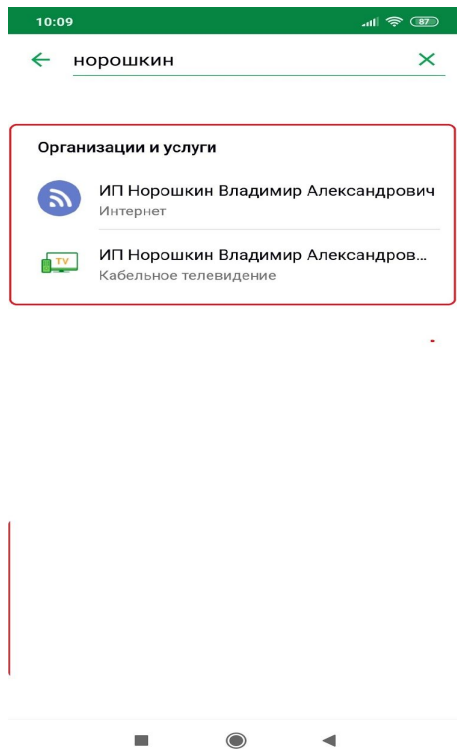 10:09
87
норошкин
Организации и услуги
ИП Норошкин Владимир Александрович
Интернет
TV
ИП Норошкин Владимир Александров...
Кабельное телевидение